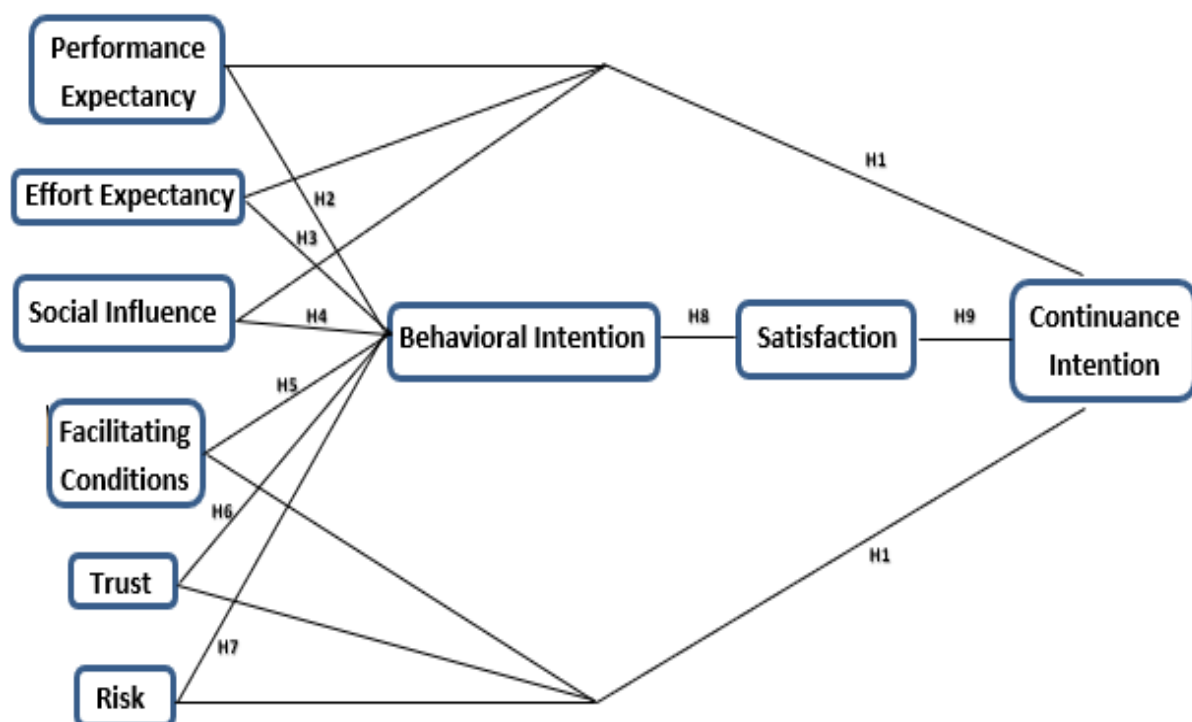 Performance
Expectancy
H1
Effort Expectancy
H2
H3
Social Influence
H4
Behavioral Intention
H8
Satisfaction
H9
Continuance
Intention
H5
Facilitating
Conditions
H6
H1
Trust
H7
Risk